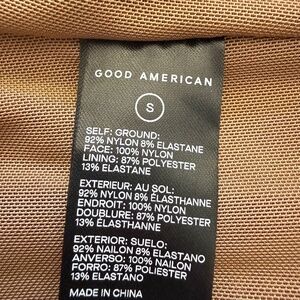 GOOD AMERICAN
S
SELF: GROUND:
92% NYLON 8% ELASTANE
FACE: 100% NYLON
LINING: 87% POLYESTER
13% ELASTANE
EXTERIEUR: AU SOL:
92% NYLON 8% ÉLASTHANNE
ENDROIT: 100% NYLON
DOUBLURE: 87% POLYESTER
13% ÉLASTHANNE
EXTERIOR: SUELO:
92% NAILON 8% ELASTANO
ANVERSO: 100% NAILON
FORRO: 87% POLIESTER
13% ELASTANO
MADE IN CHINA